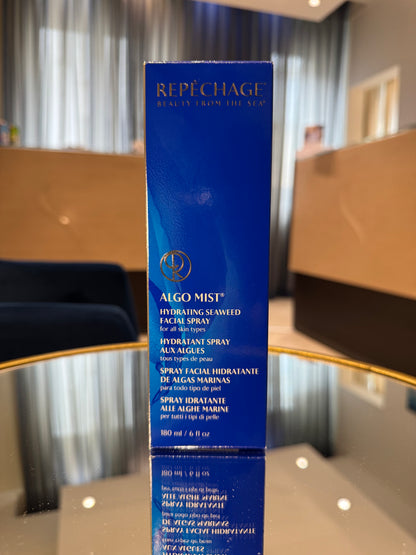 REPÊCHAGE®
BEAUTY FROM THE SEA®
ALGO MIST®
HYDRATING SEAWEED
FACIAL SPRAY
for all skin types
HYDRATANT SPRAY
AUX ALGUES
tous types de peau
SPRAY FACIAL HIDRATANTE
DE ALGAS MARINAS
para todo tipo de piel
SPRAY IDRATANTE
ALLE ALGHE MARINE
per tutti i tipi di pelle
180 ml / 6 fl oz